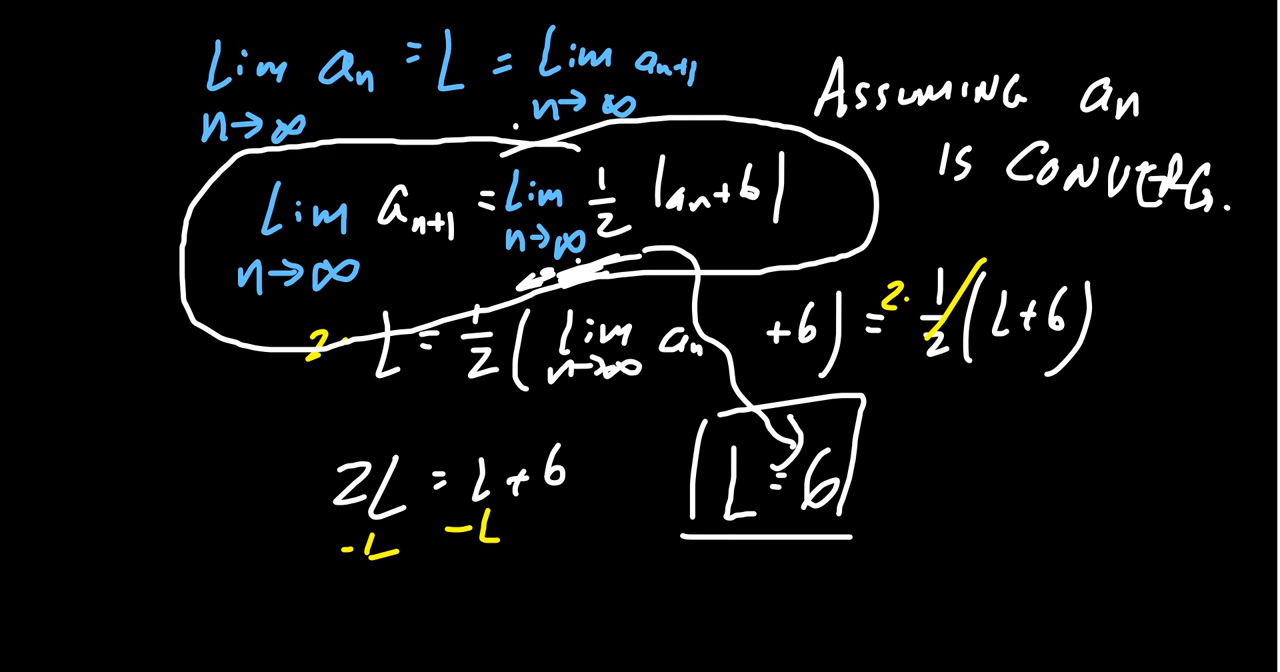 Lim n→∞ an = L = Lim n→∞ an+1
ASSUMING an
IS CONVERG.
Lim n→∞ an+1 = Lim n→∞ 1/2 |an+6|
2· L = 1/2 ( Lim n→∞ an +6) = 2· 1/2 (L+6)
2L = L + 6
-L -L
L = 6